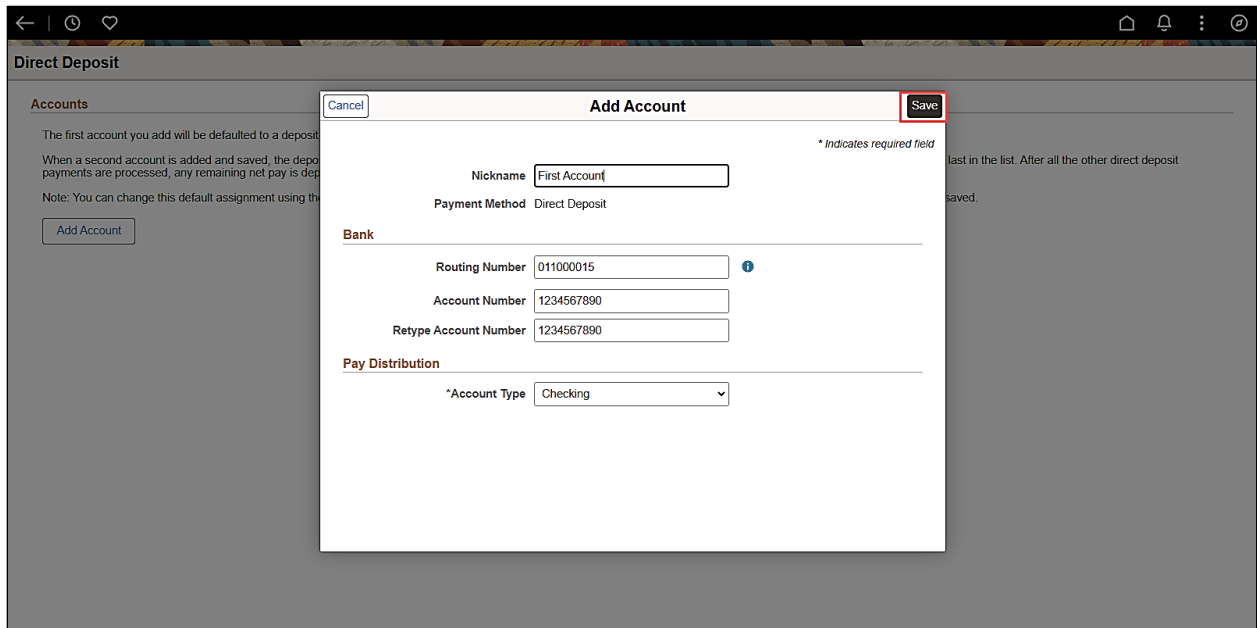 Direct Deposit
Accounts
The first account you add will be defaulted to a deposit
When a second account is added and saved, the depo
last in the list. After all the other direct deposit
payments are processed, any remaining net pay is dep
Note: You can change this default assignment using th
saved.
Add Account
Cancel
Add Account
Save
* Indicates required field
Nickname First Account
Payment Method Direct Deposit
Bank
Routing Number 011000015
Account Number 1234567890
Retype Account Number 1234567890
Pay Distribution
*Account Type Checking